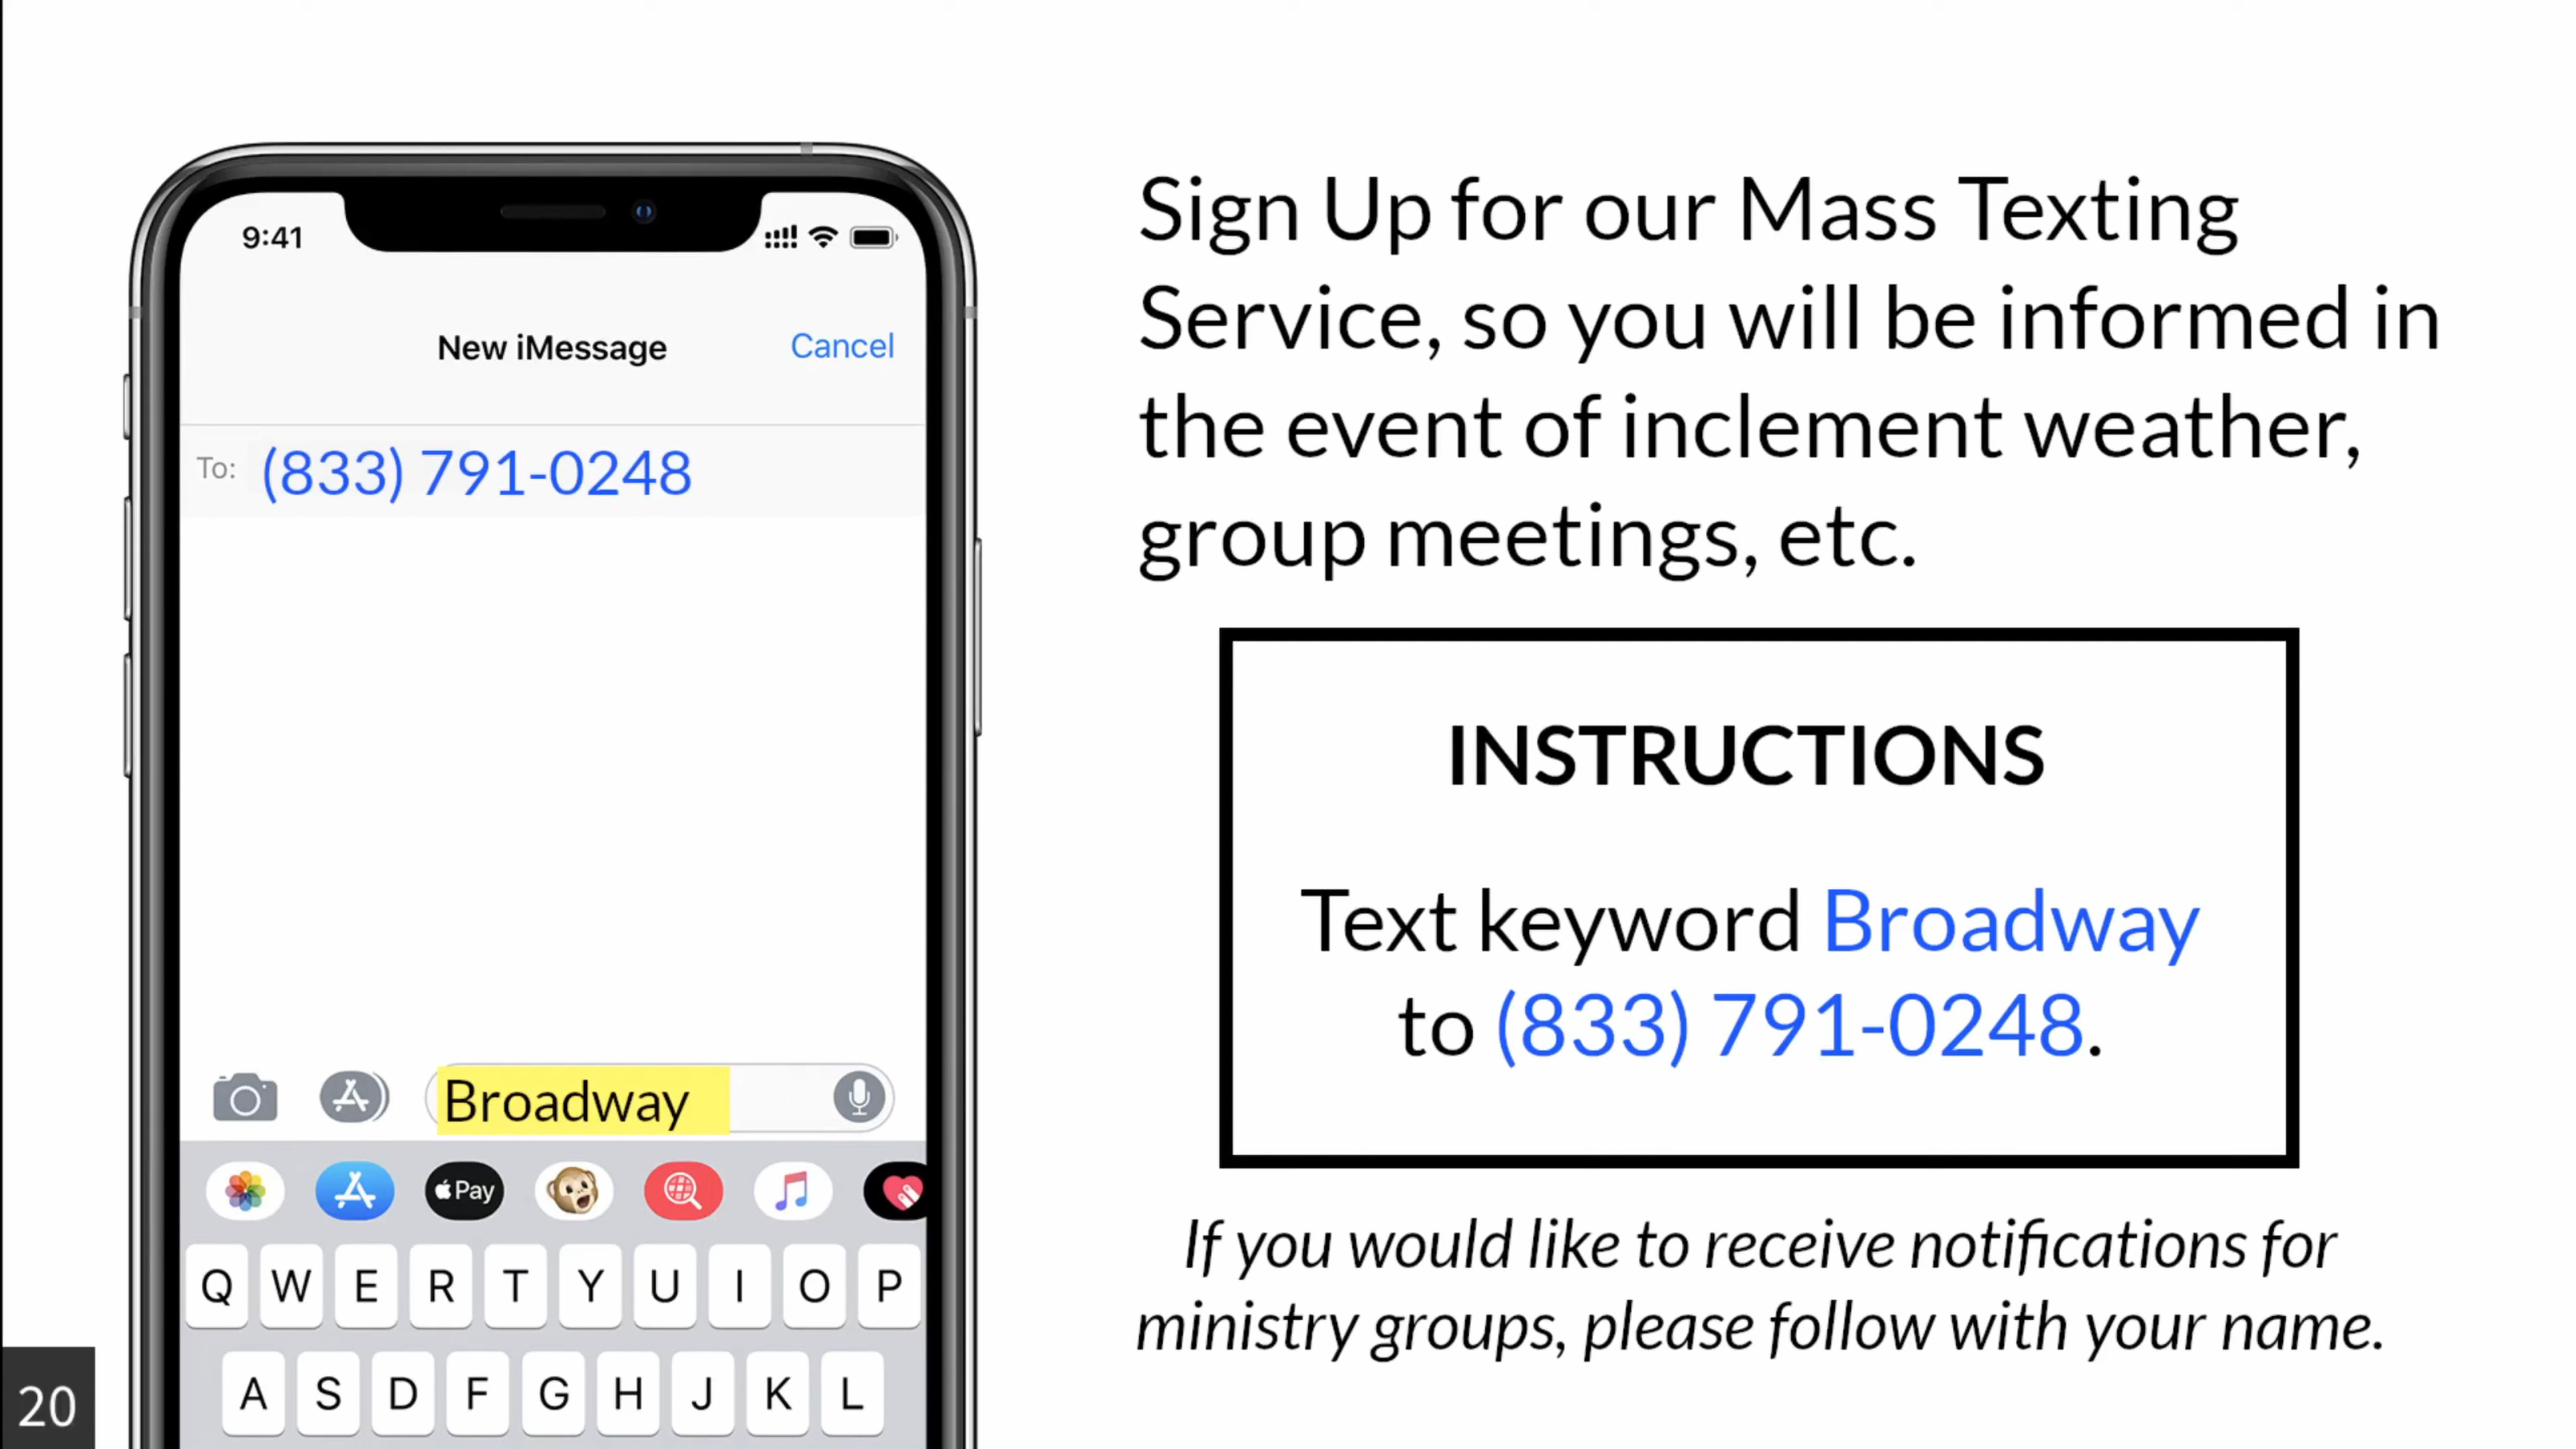 9:41
New iMessage
Cancel
To: (833) 791-0248
Broadway
Pay
Q W E R T Y U I O P
A S D F G H J K L
20
Sign Up for our Mass Texting
Service, so you will be informed in
the event of inclement weather,
group meetings, etc.
INSTRUCTIONS
Text keyword Broadway
to (833) 791-0248.
If you would like to receive notifications for
ministry groups, please follow with your name.